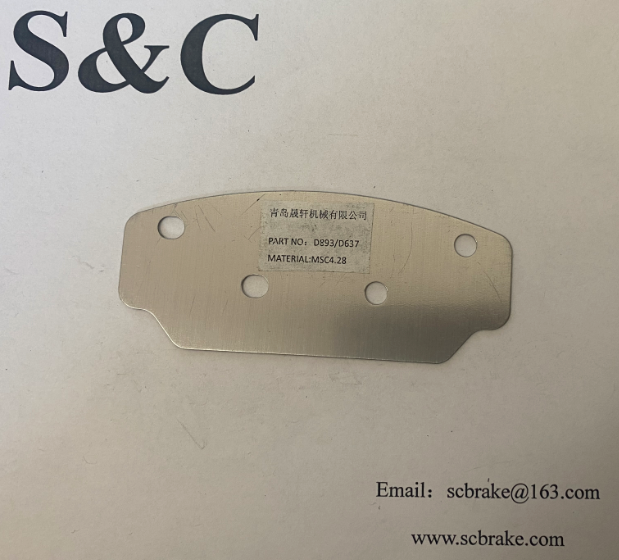 S&C
青岛晟轩机械有限公司
PART NO：D893/D637
MATERIAL:MSC4.28
Email：scbrake@163.com
www.scbrake.com